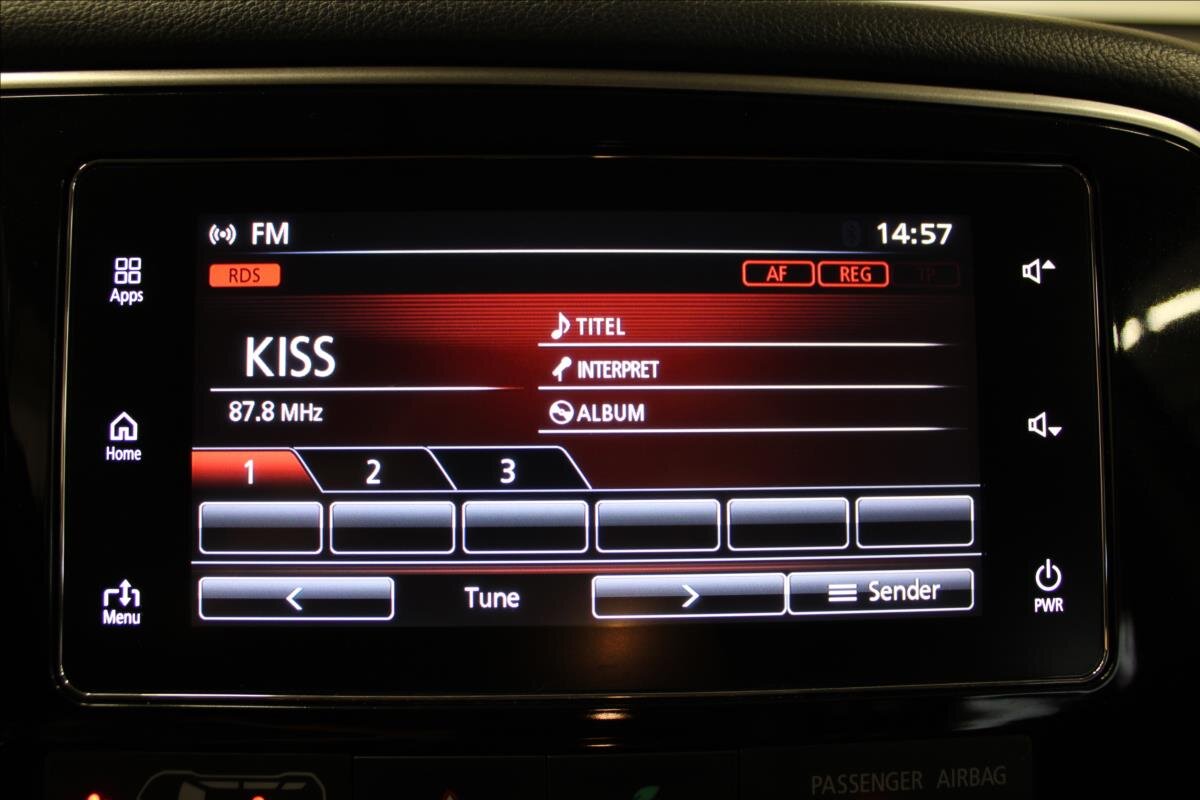 FM 14:57
RDS AF REG TP
Apps
KISS
87.8 MHz
TITEL
INTERPRET
ALBUM
Home
1 2 3
< Tune > Sender
Menu
PWR
PASSENGER AIRBAG